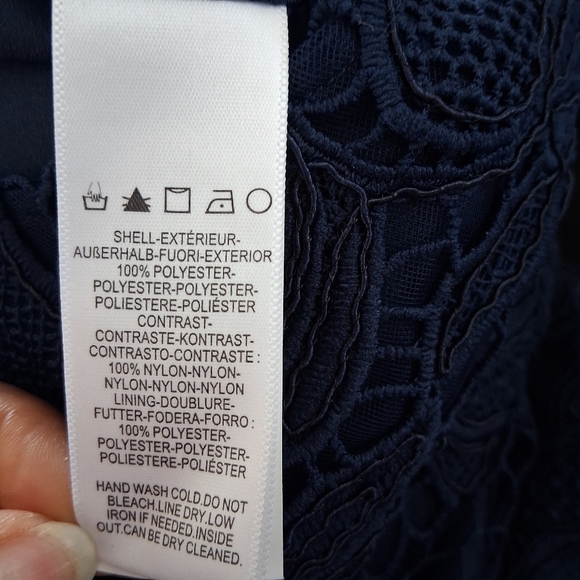 SHELL-EXTÉRIEUR-
AUßERHALB-FUORI-EXTERIOR
100% POLYESTER-
POLYESTER-POLYESTER-
POLIESTERE-POLIÉSTER
CONTRAST-
CONTRASTE-KONTRAST-
CONTRASTO-CONTRASTE :
100% NYLON-NYLON-
NYLON-NYLON-NYLON
LINING-DOUBLURE-
FUTTER-FODERA-FORRO :
100% POLYESTER-
POLYESTER-POLYESTER-
POLIESTERE-POLIÉSTER
HAND WASH COLD.DO NOT
BLEACH.LINE DRY.LOW
IRON IF NEEDED.INSIDE
OUT.CAN BE DRY CLEANED.